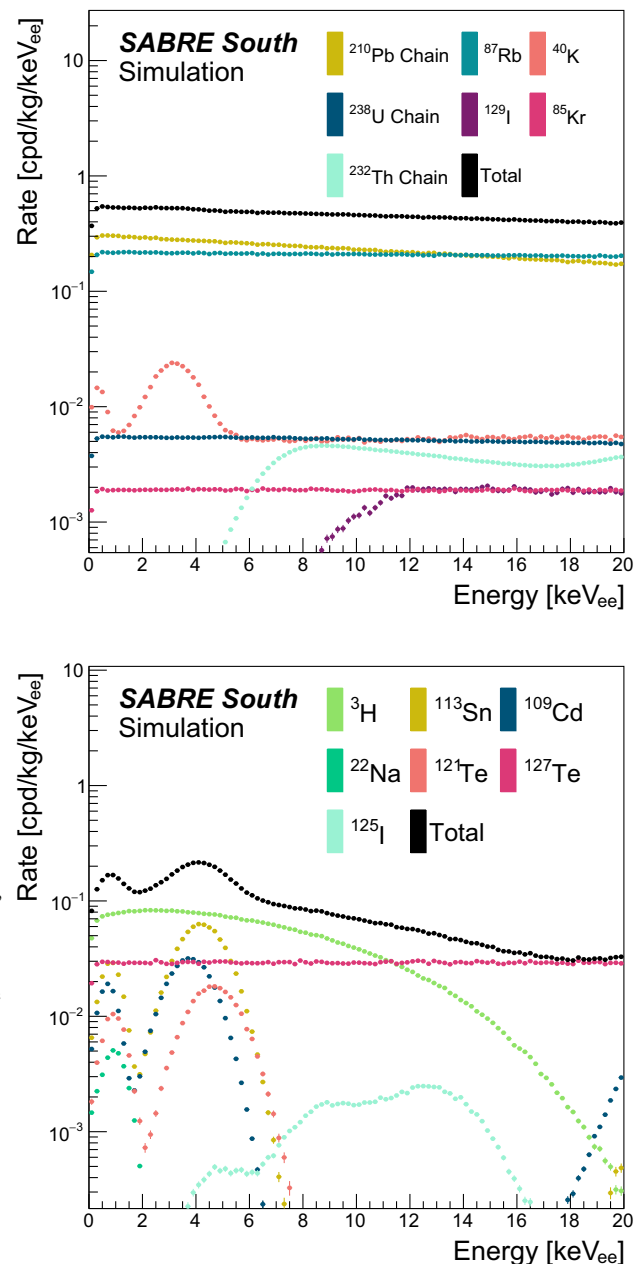 SABRE South
Simulation
²¹⁰Pb Chain ⁸⁷Rb ⁴⁰K
²³⁸U Chain ¹²⁹I ⁸⁵Kr
²³²Th Chain Total
Rate [cpd/kg/keVₑₑ]
10
1
10⁻¹
10⁻²
10⁻³
0 2 4 6 8 10 12 14 16 18 20
Energy [keVₑₑ]
SABRE South
Simulation
³H ¹¹³Sn ¹⁰⁹Cd
²²Na ¹²¹Te ¹²⁷Te
¹²⁵I Total
Rate [cpd/kg/keVₑₑ]
10
1
10⁻¹
10⁻²
10⁻³
0 2 4 6 8 10 12 14 16 18 20
Energy [keVₑₑ]